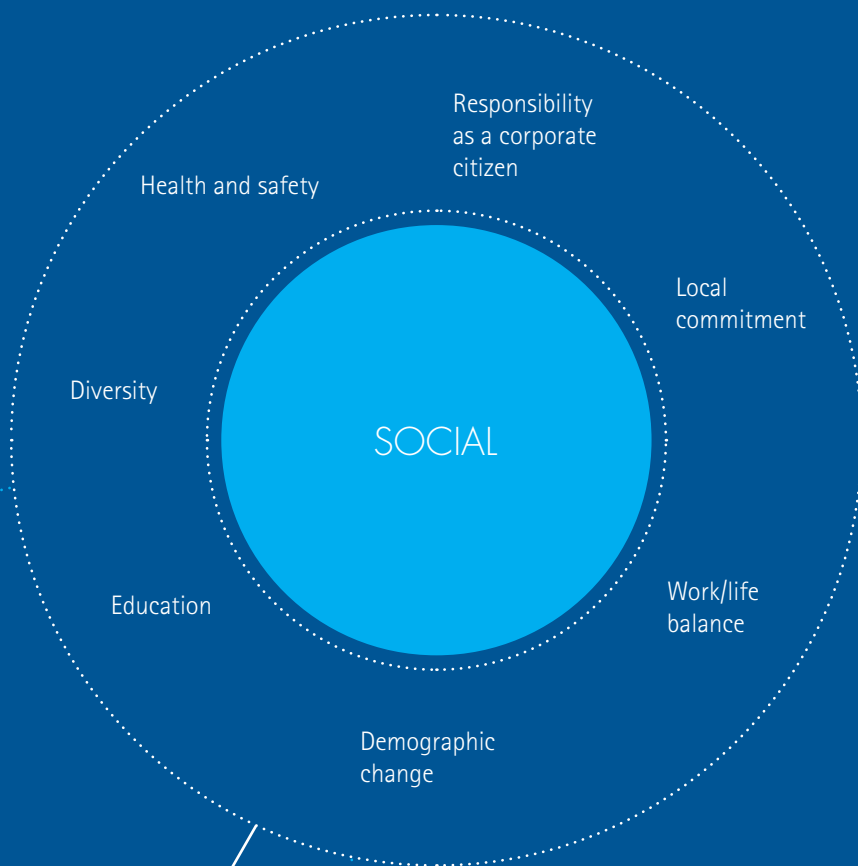 Responsibility
as a corporate
citizen
Health and safety
Local
commitment
Diversity
SOCIAL
Work/life
balance
Education
Demographic
change